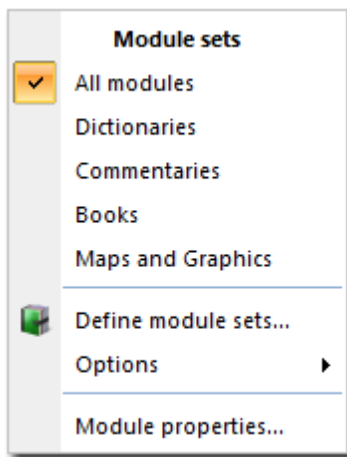 Module sets
All modules
Dictionaries
Commentaries
Books
Maps and Graphics
Define module sets...
Options
Module properties...